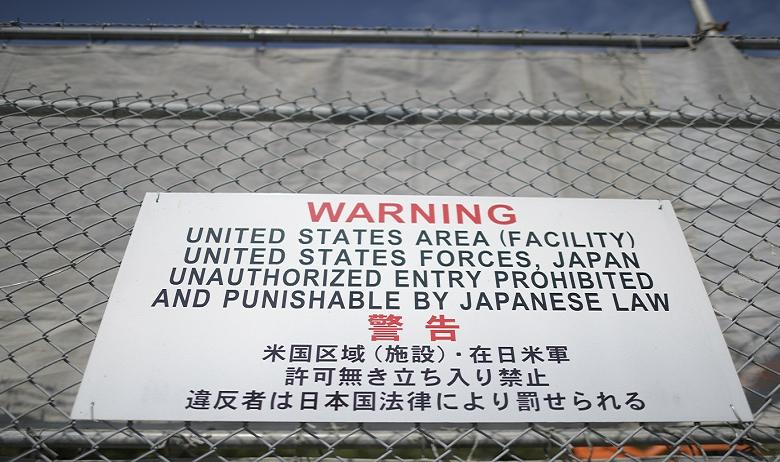 WARNING
UNITED STATES AREA (FACILITY)
UNITED STATES FORCES, JAPAN
UNAUTHORIZED ENTRY PROHIBITED
AND PUNISHABLE BY JAPANESE LAW
警告
米国区域(施設)・在日米軍
許可無き立ち入り禁止
違反者は日本国法律により罰せられる